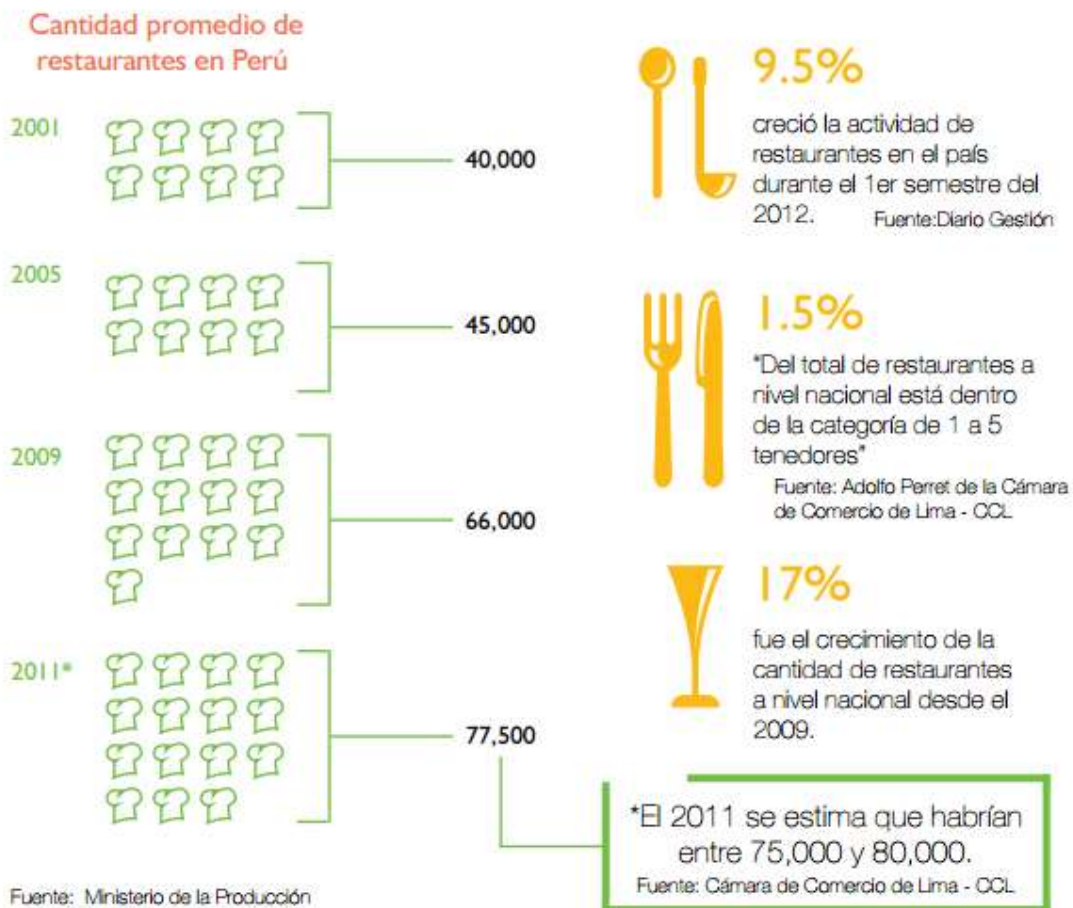 Cantidad promedio de
restaurantes en Perú
2001
40,000
2005
45,000
2009
66,000
2011*
77,500
Fuente: Ministerio de la Producción
9.5%
creció la actividad de
restaurantes en el país
durante el 1er semestre del
2012.
Fuente:Diario Gestión
1.5%
"Del total de restaurantes a
nivel nacional está dentro
de la categoría de 1 a 5
tenedores"
Fuente: Adolfo Perret de la Cámara
de Comercio de Lima - CCL
17%
fue el crecimiento de la
cantidad de restaurantes
a nivel nacional desde el
2009.
*El 2011 se estima que habrían
entre 75,000 y 80,000.
Fuente: Cámara de Comercio de Lima - CCL